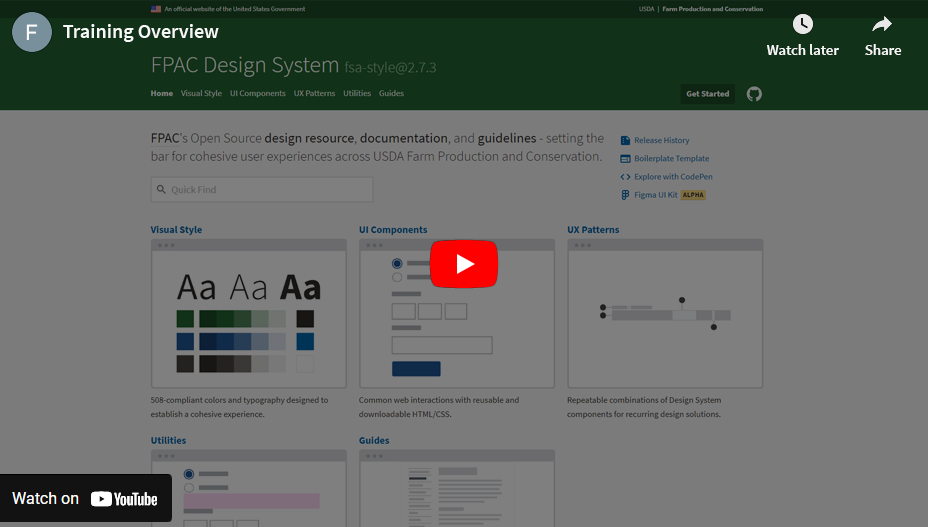 An official website of the United States Government
USDA | Farm Production and Conservation
F
Training Overview
Watch later
Share
FPAC Design System fsa-style@2.7.3
Home Visual Style UI Components UX Patterns Utilities Guides
Get Started
FPAC's Open Source design resource, documentation, and guidelines - setting the
bar for cohesive user experiences across USDA Farm Production and Conservation.
Release History
Boilerplate Template
Explore with CodePen
Figma UI Kit ALPHA
Quick Find
Visual Style
UI Components
UX Patterns
Aa Aa Aa
508-compliant colors and typography designed to
establish a cohesive experience.
Common web interactions with reusable and
downloadable HTML/CSS.
Repeatable combinations of Design System
components for recurring design solutions.
Utilities
Guides
Watch on YouTube